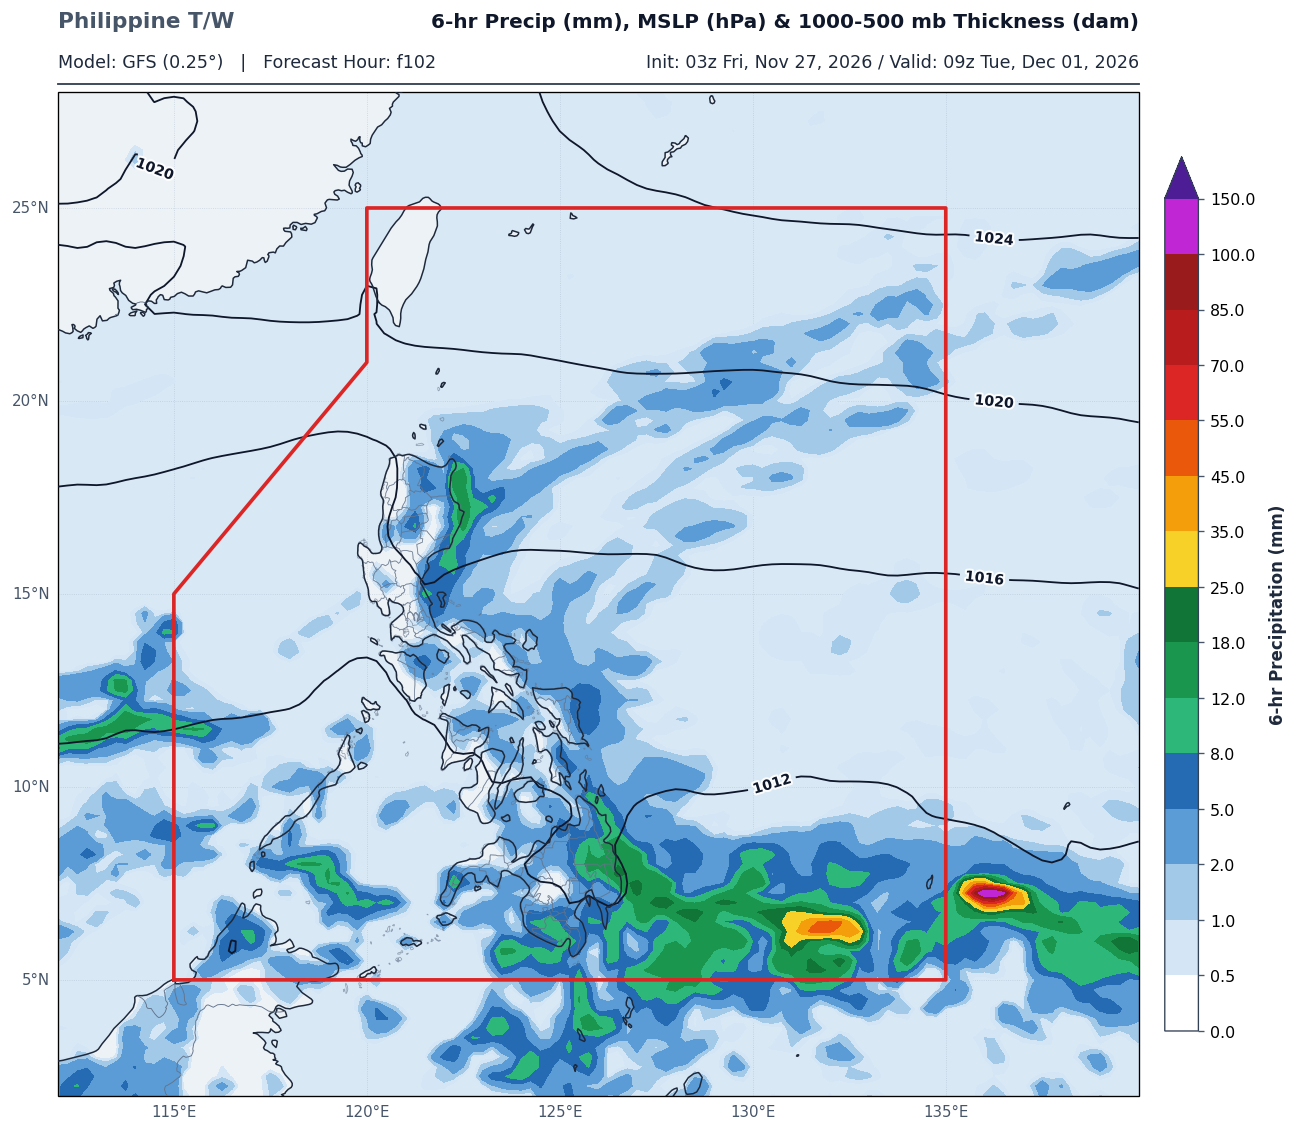 Philippine T/W
6-hr Precip (mm), MSLP (hPa) & 1000-500 mb Thickness (dam)
Model: GFS (0.25°) | Forecast Hour: f102
Init: 03z Fri, Nov 27, 2026 / Valid: 09z Tue, Dec 01, 2026
1020
1024
1020
1016
1012
25°N
20°N
15°N
10°N
5°N
115°E
120°E
125°E
130°E
135°E
150.0
100.0
85.0
70.0
55.0
45.0
35.0
25.0
18.0
12.0
8.0
5.0
2.0
1.0
0.5
0.0
6-hr Precipitation (mm)